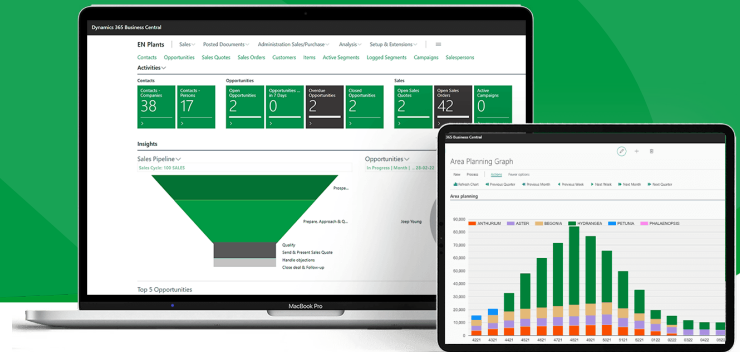 Dynamics 365 Business Central
EN Plants Sales Posted Documents Administration Sales/Purchase Analysis Setup & Extensions
Contacts Opportunities Sales Quotes Sales Orders Customers Items Active Segments Logged Segments Campaigns Salespersons
Activities
Contacts Opportunities Sales
Contacts - Companies
38
Contacts - Persons
17
Open Opportunities
2
Opportunities ... in 7 Days
0
Overdue Opportunities
2
Closed Opportunities
2
Open Sales Quotes
2
Open Sales Orders
42
Active Campaigns
0
Insights
Sales Pipeline
Sales Cycle: 100 SALES
Prospe...
Prepare, Approach & Q...
Qualify
Send & Present Sales Quote
Handle objections
Close deal & Follow-up
Opportunities
In Progress | Month |
Joep Young
Top 5 Opportunities
MacBook Pro
365 Business Central
Area Planning Graph
New Process Fewer options
Refresh Chart Previous Quarter Previous Month Previous Week Next Week Next Month Next Quarter
Area planning
ANTHURIUM ASTER BEGONIA HYDRANGEA PETUNIA PHALAENOPSIS
90,000
80,000
70,000
60,000
50,000
40,000
30,000
20,000
10,000
0